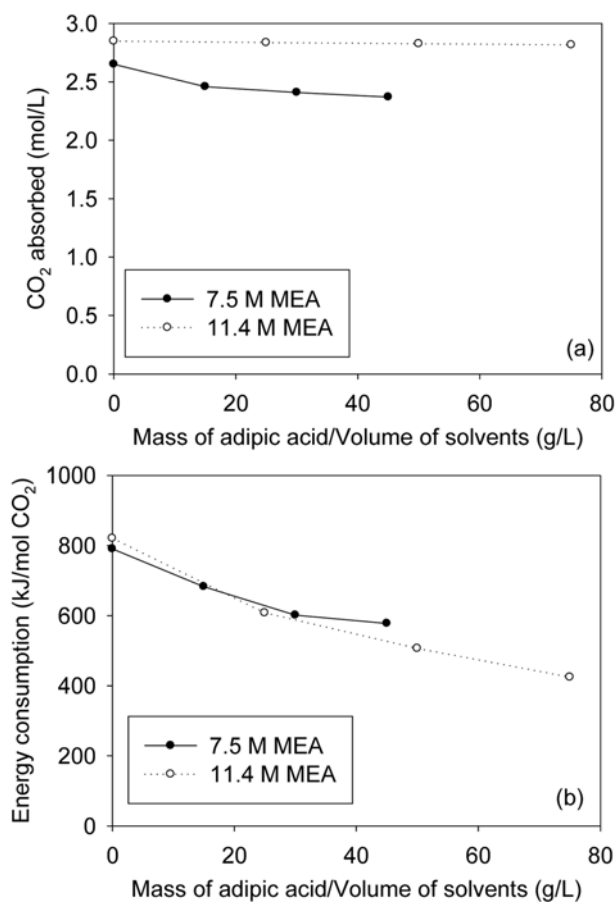 3.0
2.5
2.0
1.5
1.0
0.5
0.0
CO₂ absorbed (mol/L)
7.5 M MEA
11.4 M MEA
(a)
0 20 40 60 80
Mass of adipic acid/Volume of solvents (g/L)
1000
800
600
400
200
0
Energy consumption (kJ/mol CO₂)
7.5 M MEA
11.4 M MEA
(b)
0 20 40 60 80
Mass of adipic acid/Volume of solvents (g/L)